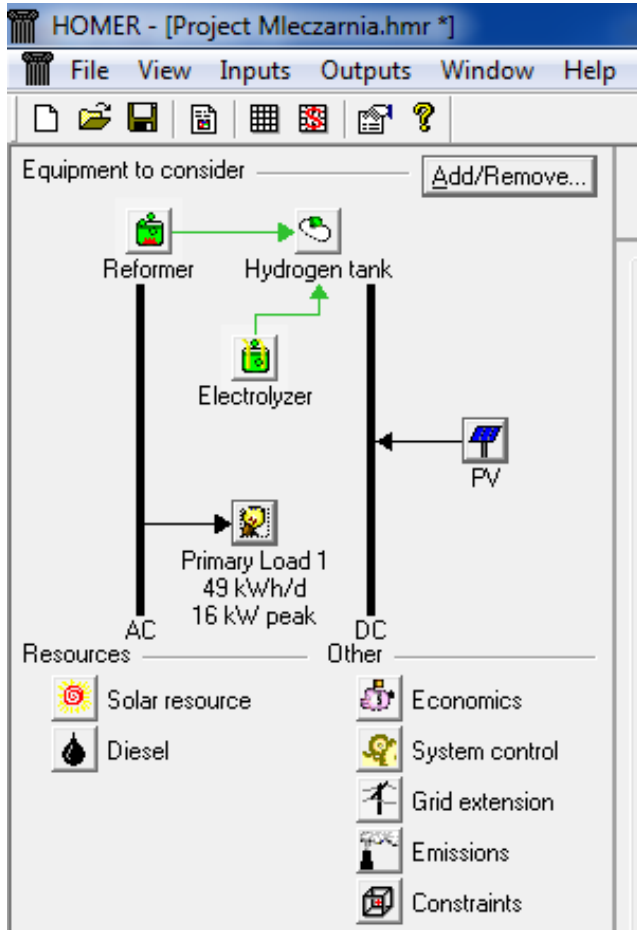 HOMER - [Project Mleczarnia.hmr *]
File View Inputs Outputs Window Help
Equipment to consider Add/Remove...
Reformer Hydrogen tank
Electrolyzer
PV
Primary Load 1
49 kWh/d
16 kW peak
AC DC
Resources Other
Solar resource Economics
Diesel System control
Grid extension
Emissions
Constraints